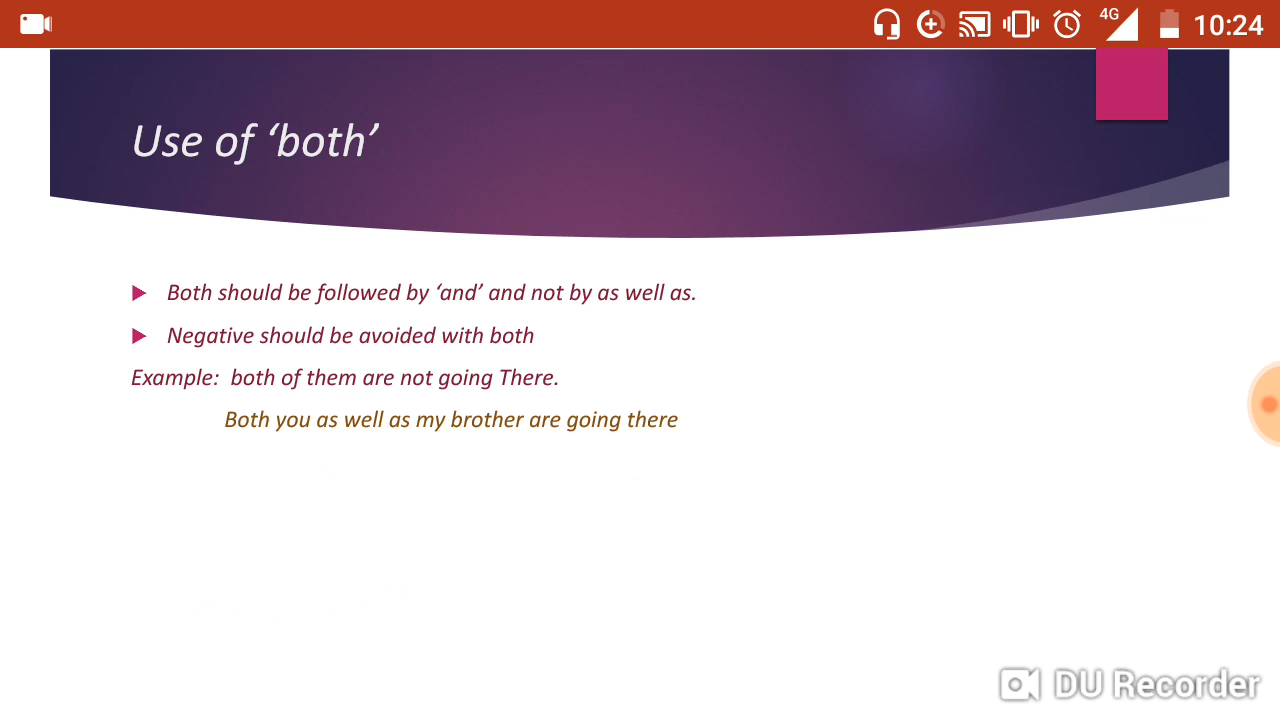 4G 10:24
Use of ‘both’
Both should be followed by ‘and’ and not by as well as.
Negative should be avoided with both
Example: both of them are not going There.
Both you as well as my brother are going there
DU Recorder